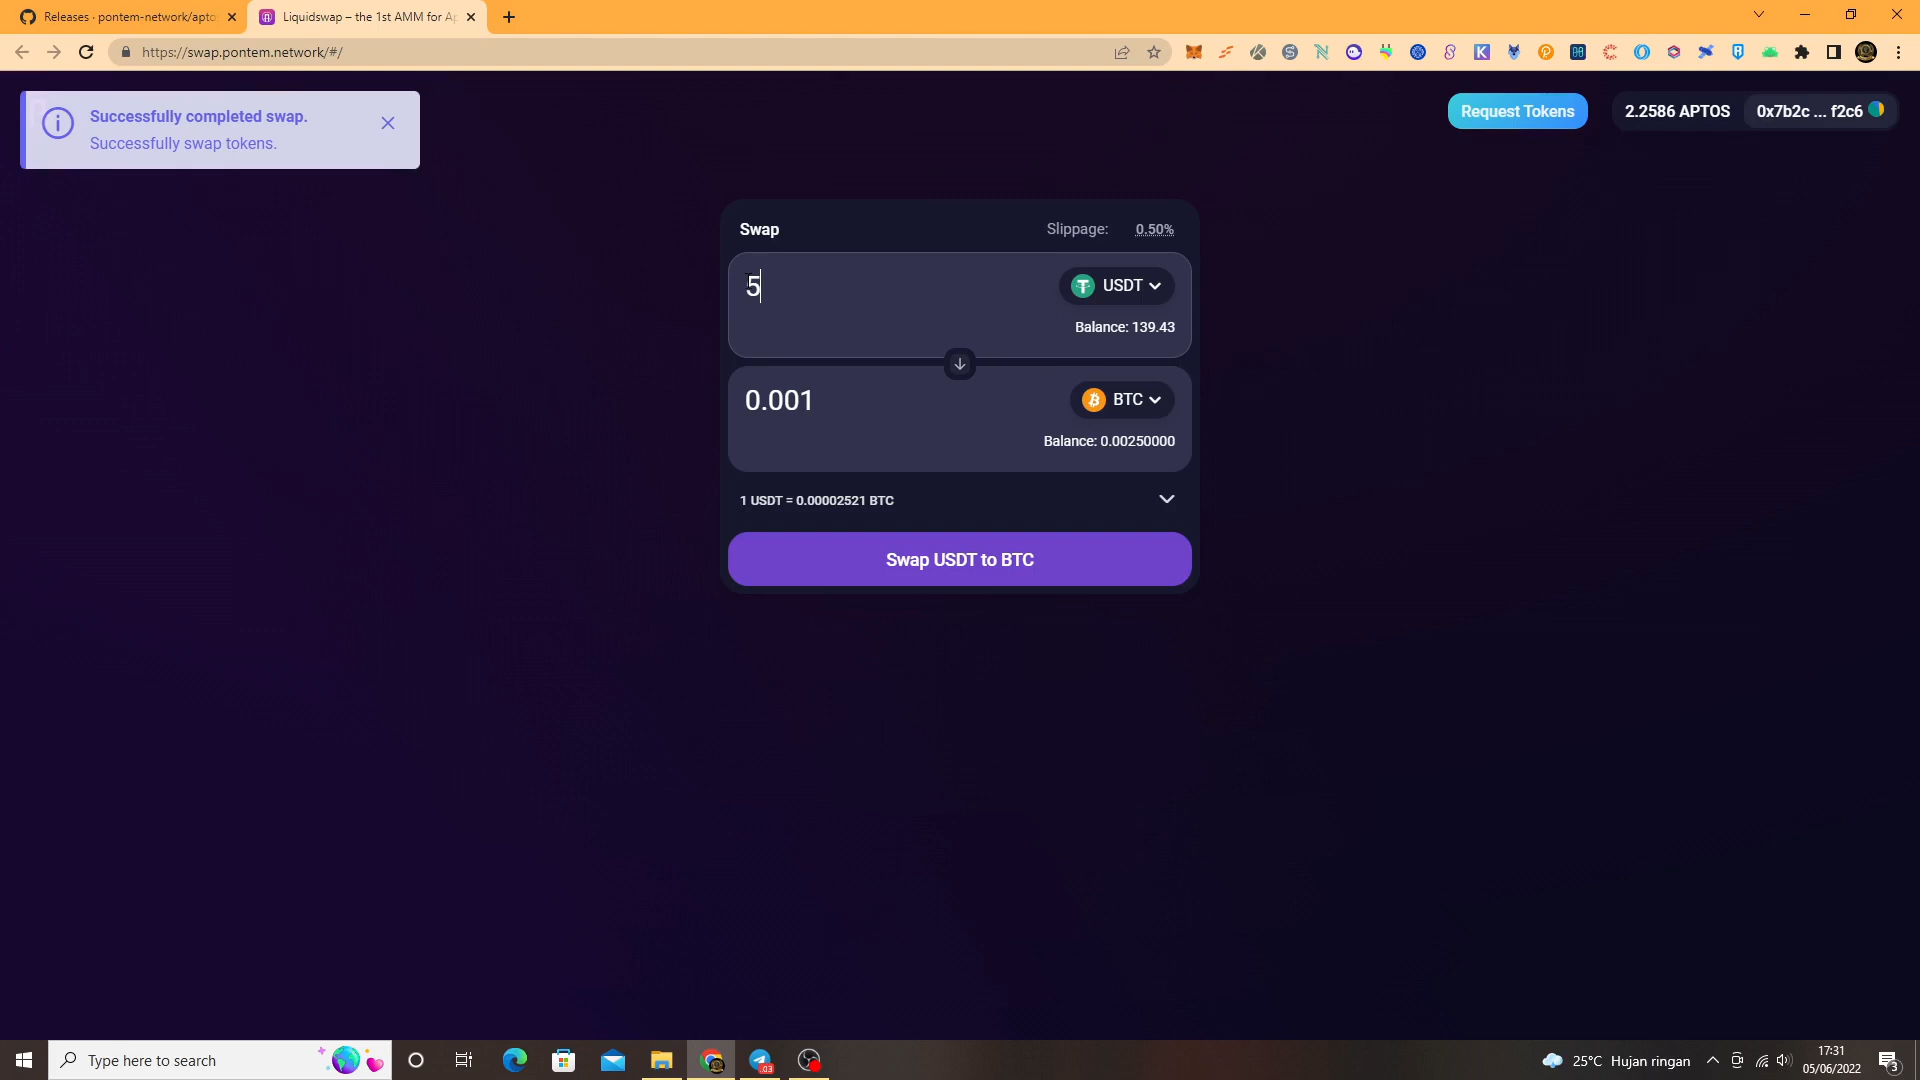 Releases · pontem-network/apto
Liquidswap – the 1st AMM for Ap
https://swap.pontem.network/#/
Successfully completed swap.
Successfully swap tokens.
Request Tokens
2.2586 APTOS
0x7b2c ... f2c6
Swap
Slippage:
0.50%
5
USDT
Balance: 139.43
0.001
BTC
Balance: 0.00250000
1 USDT = 0.00002521 BTC
Swap USDT to BTC
Type here to search
.03
25°C Hujan ringan
17:31
05/06/2022
3